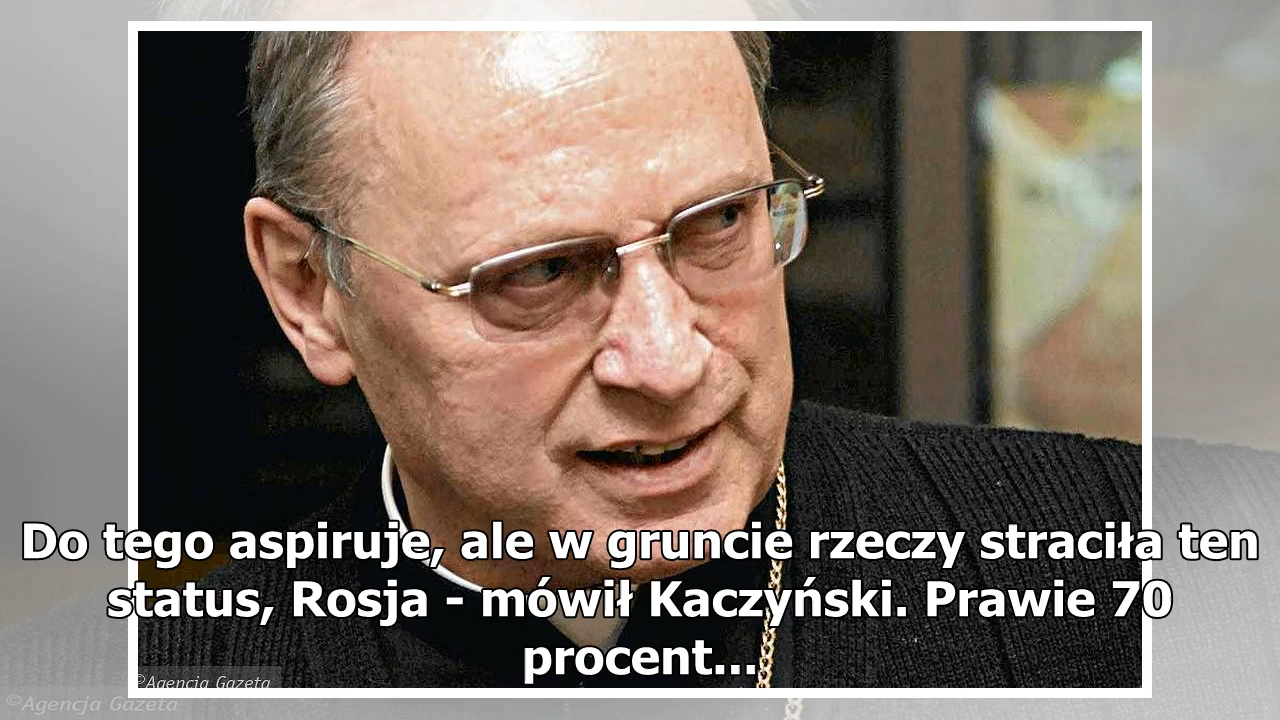 Do tego aspiruje, ale w gruncie rzeczy straciła ten
status, Rosja - mówił Kaczyński. Prawie 70
procent...
©Agencja Gazeta
©Agencja Gazeta